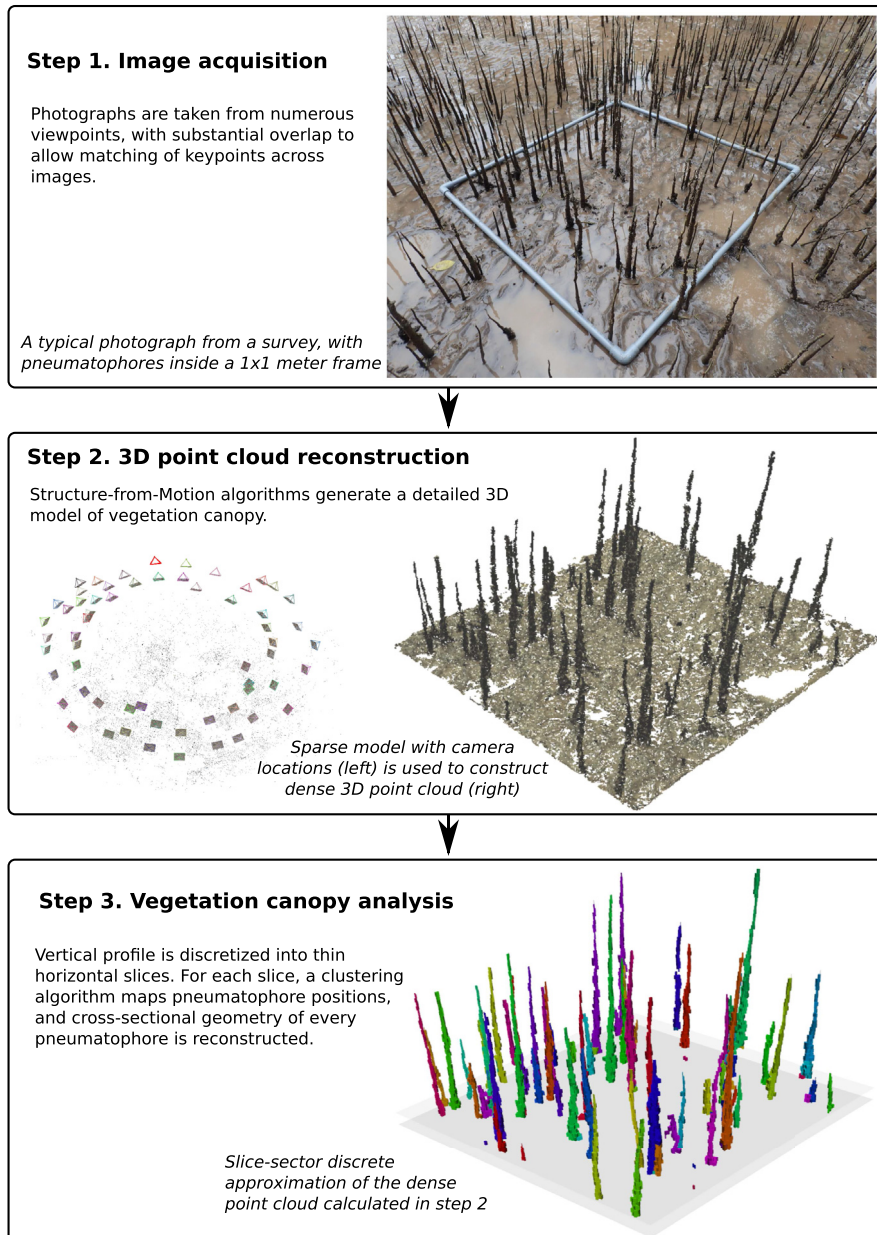 Step 1. Image acquisition
Photographs are taken from numerous
viewpoints, with substantial overlap to
allow matching of keypoints across
images.
A typical photograph from a survey, with
pneumatophores inside a 1x1 meter frame
Step 2. 3D point cloud reconstruction
Structure-from-Motion algorithms generate a detailed 3D
model of vegetation canopy.
Sparse model with camera
locations (left) is used to construct
dense 3D point cloud (right)
Step 3. Vegetation canopy analysis
Vertical profile is discretized into thin
horizontal slices. For each slice, a clustering
algorithm maps pneumatophore positions,
and cross-sectional geometry of every
pneumatophore is reconstructed.
Slice-sector discrete
approximation of the dense
point cloud calculated in step 2